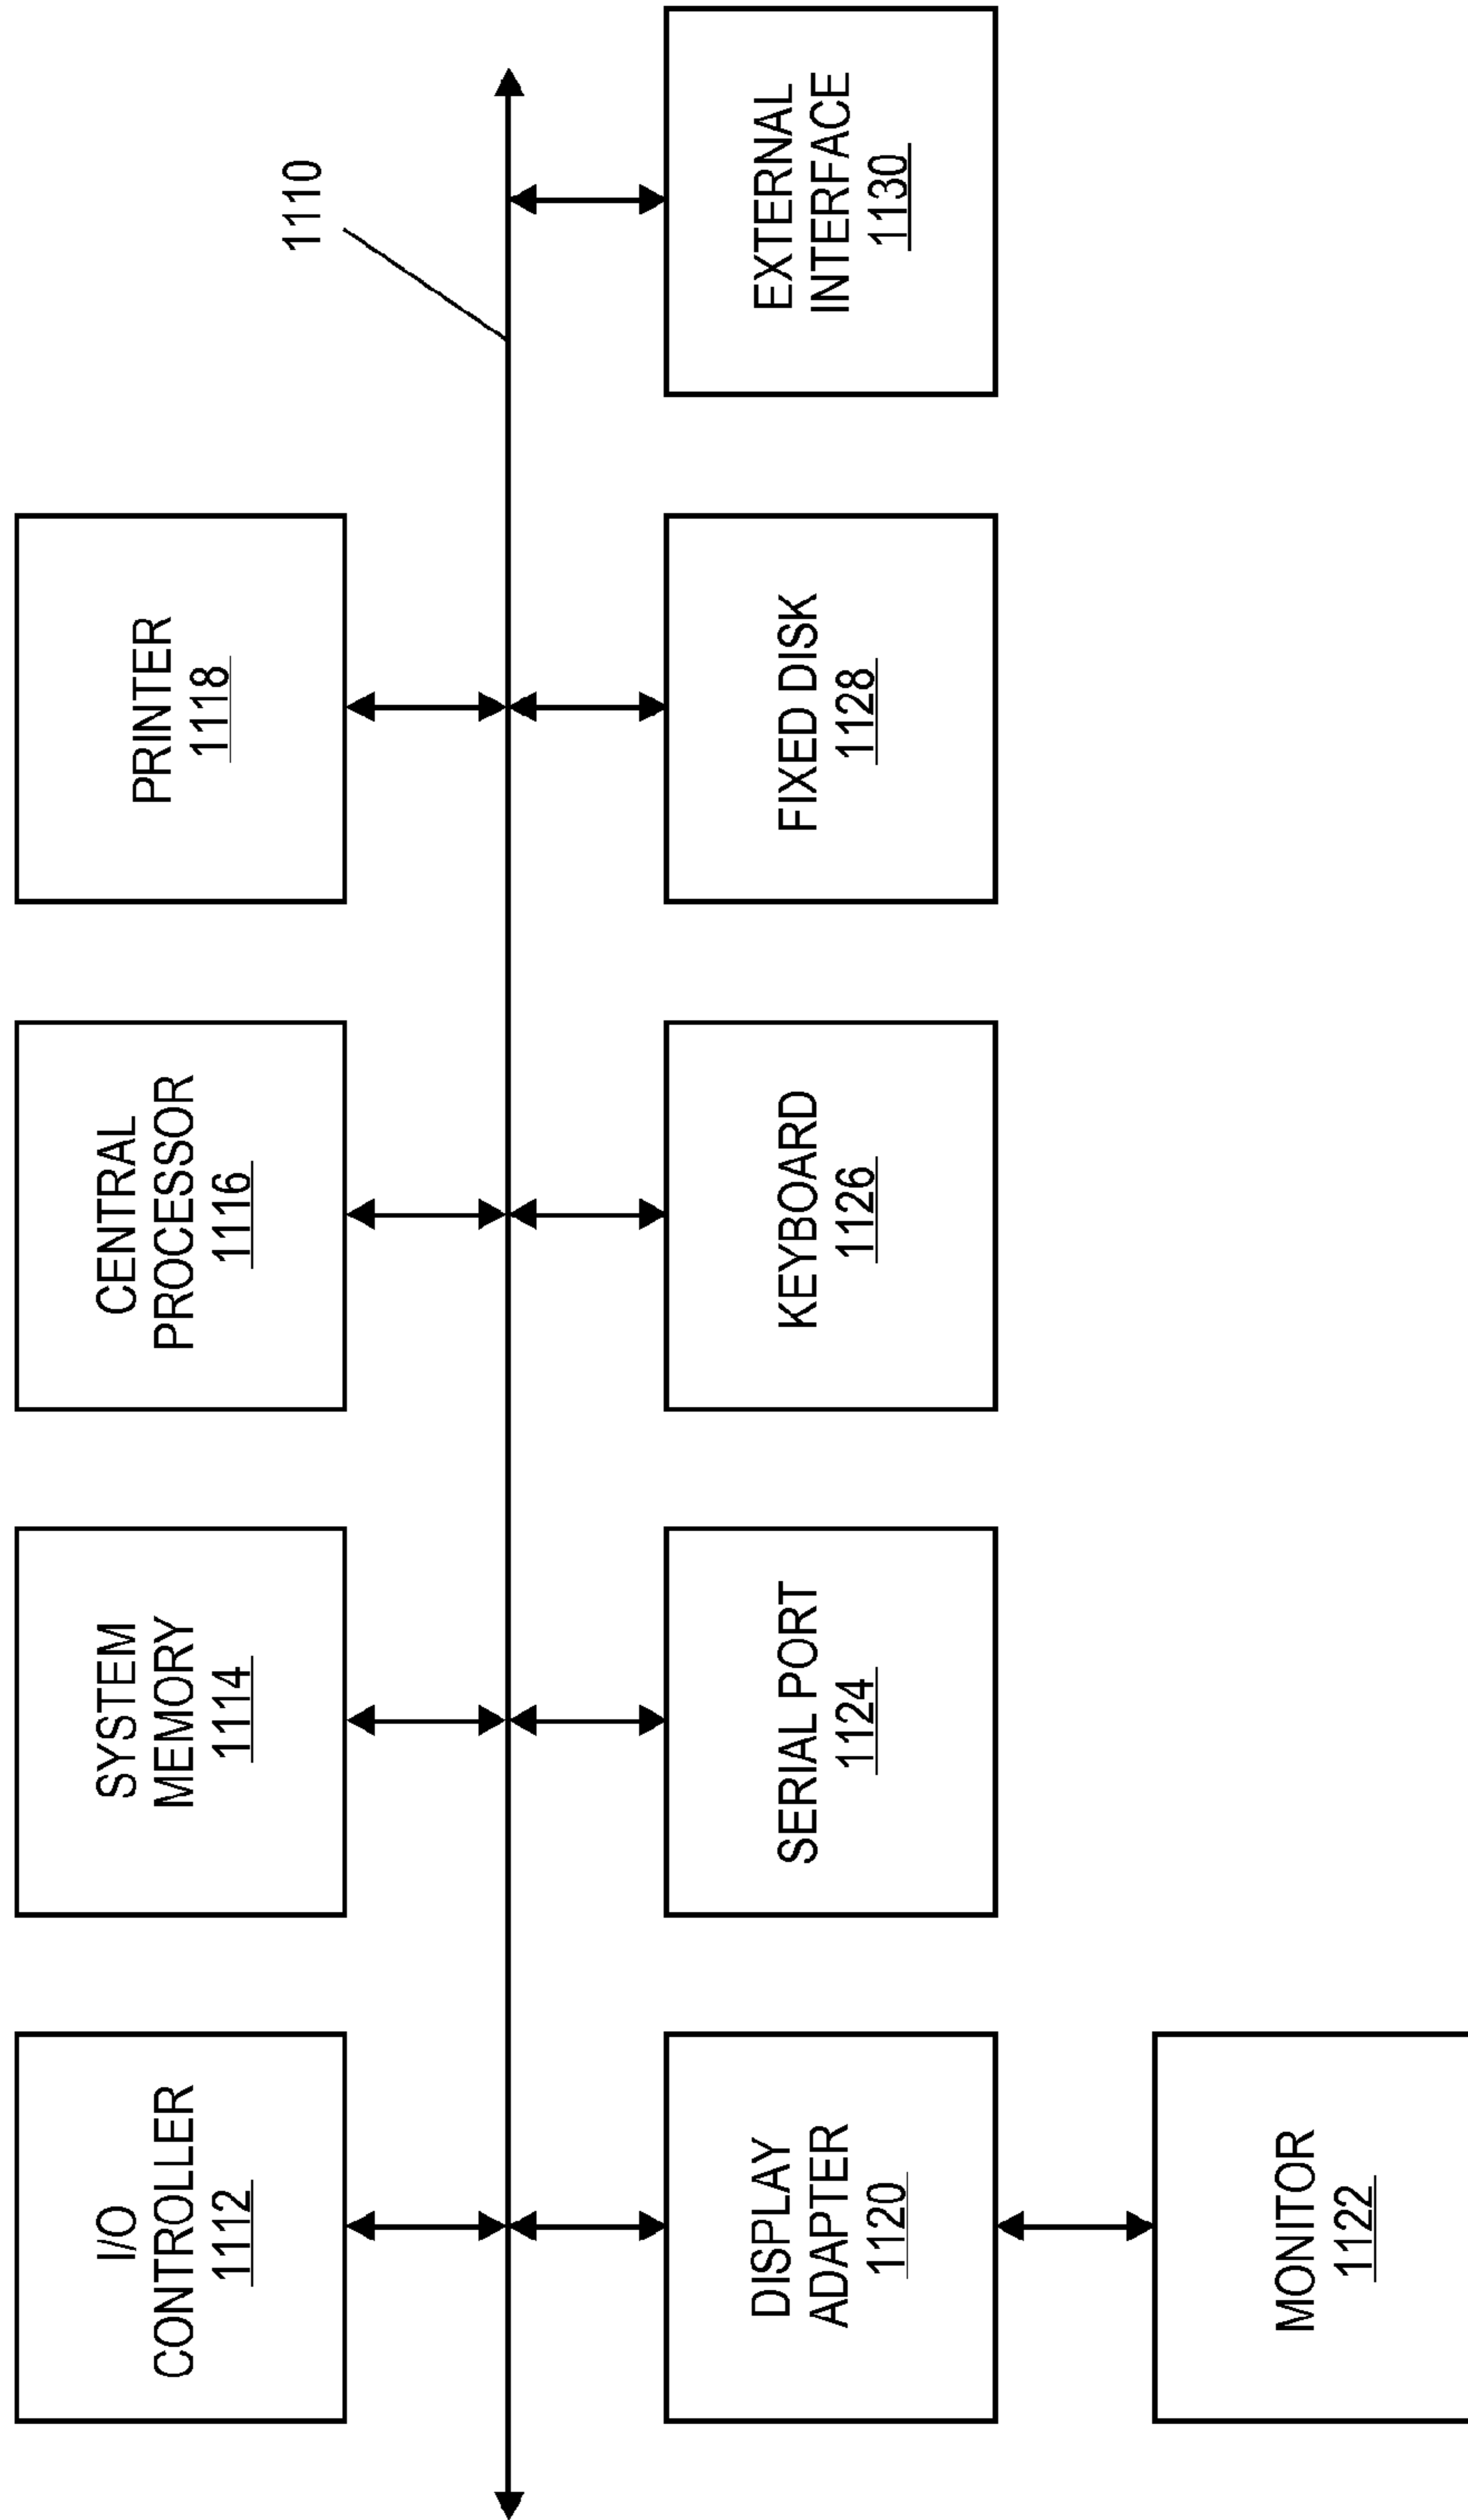 I/O
CONTROLLER
1112
SYSTEM
MEMORY
1114
CENTRAL
PROCESSOR
1116
PRINTER
1118
1110
DISPLAY
ADAPTER
1120
SERIAL PORT
1124
KEYBOARD
1126
FIXED DISK
1128
EXTERNAL
INTERFACE
1130
MONITOR
1122